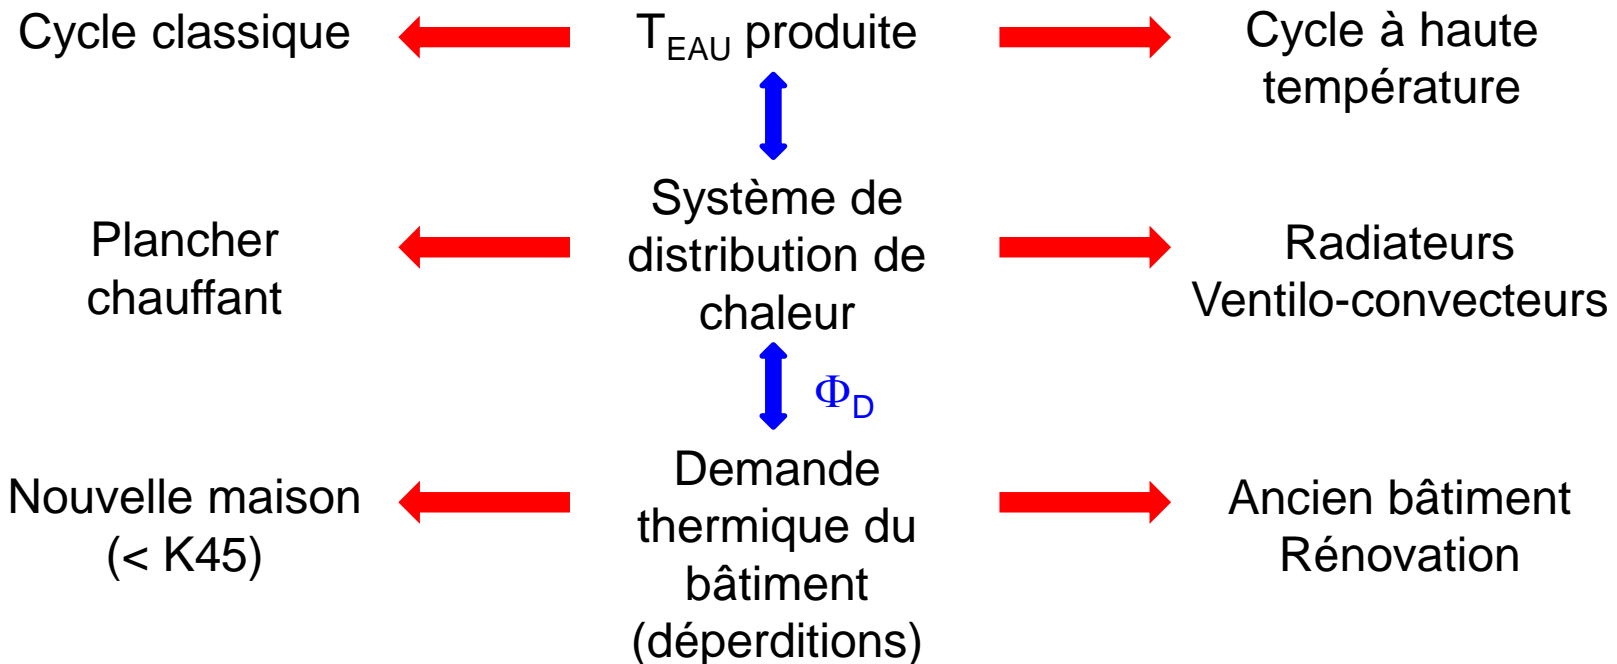 Cycle classique
T_EAU produite
Cycle à haute
température
Plancher
chauffant
Système de
distribution de
chaleur
Radiateurs
Ventilo-convecteurs
Φ_D
Nouvelle maison
(< K45)
Demande
thermique du
bâtiment
(déperditions)
Ancien bâtiment
Rénovation